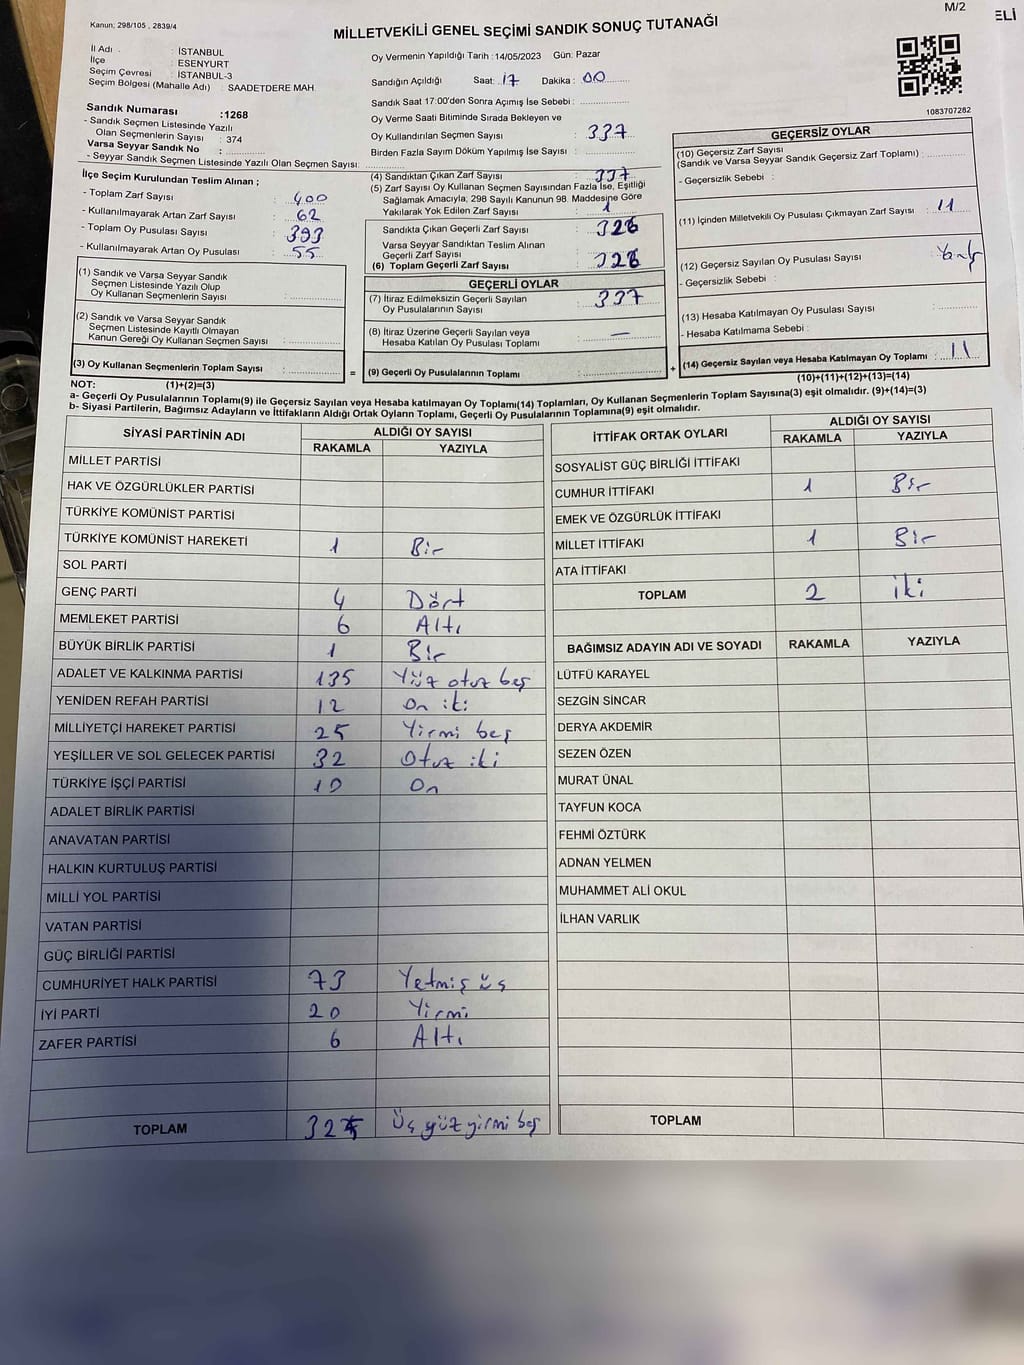 M/2
ELİ
Kanun; 298/105 , 2839/4
MİLLETVEKİLİ GENEL SEÇİMİ SANDIK SONUÇ TUTANAĞI
İl Adı : İSTANBUL
İlçe : ESENYURT
Seçim Çevresi : İSTANBUL-3
Seçim Bölgesi (Mahalle Adı) : SAADETDERE MAH
Sandık Numarası :1268
- Sandık Seçmen Listesinde Yazılı
Olan Seçmenlerin Sayısı : 374
Varsa Seyyar Sandık No :
- Seyyar Sandık Seçmen Listesinde Yazılı Olan Seçmen Sayısı:
İlçe Seçim Kurulundan Teslim Alınan ;
- Toplam Zarf Sayısı : 400
- Kullanılmayarak Artan Zarf Sayısı : 62
- Toplam Oy Pusulası Sayısı : 393
- Kullanılmayarak Artan Oy Pusulası : 55
(1) Sandık ve Varsa Seyyar Sandık
Seçmen Listesinde Yazılı Olup
Oy Kullanan Seçmenlerin Sayısı :
(2) Sandık ve Varsa Seyyar Sandık
Seçmen Listesinde Kayıtlı Olmayan
Kanun Gereği Oy Kullanan Seçmen Sayısı :
(3) Oy Kullanan Seçmenlerin Toplam Sayısı :
Oy Vermenin Yapıldığı Tarih :14/05/2023 Gün: Pazar
Sandığın Açıldığı Saat: 17 Dakika : 00
Sandık Saat 17:00'den Sonra Açımış İse Sebebi :
Oy Verme Saati Bitiminde Sırada Bekleyen ve
Oy Kullandırılan Seçmen Sayısı : 337
Birden Fazla Sayım Döküm Yapılmış İse Sayısı :
(4) Sandıktan Çıkan Zarf Sayısı : 337
(5) Zarf Sayısı Oy Kullanan Seçmen Sayısından Fazla İse, Eşitliği
Sağlamak Amacıyla; 298 Sayılı Kanunun 98. Maddesine Göre
Yakılarak Yok Edilen Zarf Sayısı : 1
Sandıkta Çıkan Geçerli Zarf Sayısı : 326
Varsa Seyyar Sandıktan Teslim Alınan
Geçerli Zarf Sayısı :
(6) Toplam Geçerli Zarf Sayısı : 326
GEÇERLİ OYLAR
(7) İtiraz Edilmeksizin Geçerli Sayılan
Oy Pusulalarının Sayısı : 337
(8) İtiraz Üzerine Geçerli Sayılan veya
Hesaba Katılan Oy Pusulası Toplamı : —
= (9) Geçerli Oy Pusulalarının Toplamı : +
1083707282
GEÇERSİZ OYLAR
(10) Geçersiz Zarf Sayısı
(Sandık ve Varsa Seyyar Sandık Geçersiz Zarf Toplamı) :
- Geçersizlik Sebebi :
(11) İçinden Milletvekili Oy Pusulası Çıkmayan Zarf Sayısı : 11
(12) Geçersiz Sayılan Oy Pusulası Sayısı :
- Geçersizlik Sebebi :
(13) Hesaba Katılmayan Oy Pusulası Sayısı :
- Hesaba Katılmama Sebebi :
(14) Geçersiz Sayılan veya Hesaba Katılmayan Oy Toplamı : 11
NOT: (1)+(2)=(3) (10)+(11)+(12)+(13)=(14)
a- Geçerli Oy Pusulasının Toplamı(9) ile Geçersiz Sayılan veya Hesaba katılmayan Oy Toplamı(14) Toplamları, Oy Kullanan Seçmenlerin Toplam Sayısına(3) eşit olmalıdır. (9)+(14)=(3)
b- Siyasi Partilerin, Bağımsız Adayların ve İttifakların Aldığı Ortak Oyların Toplamı, Geçerli Oy Pusulalarının Toplamına(9) eşit olmalıdır.
SİYASİ PARTİNİN ADI ALDIĞI OY SAYISI
RAKAMLA YAZIYLA
MİLLET PARTİSİ
HAK VE ÖZGÜRLÜKLER PARTİSİ
TÜRKİYE KOMÜNİST PARTİSİ
TÜRKİYE KOMÜNİST HAREKETİ 1 Bir
SOL PARTİ
GENÇ PARTİ 4 Dört
MEMLEKET PARTİSİ 6 Altı
BÜYÜK BİRLİK PARTİSİ 1 Bir
ADALET VE KALKINMA PARTİSİ 135 Yüz otuz beş
YENİDEN REFAH PARTİSİ 12 On iki
MİLLİYETÇİ HAREKET PARTİSİ 25 Yirmi beş
YEŞİLLER VE SOL GELECEK PARTİSİ 32 Otuz iki
TÜRKİYE İŞÇİ PARTİSİ 10 On
ADALET BİRLİK PARTİSİ
ANAVATAN PARTİSİ
HALKIN KURTULUŞ PARTİSİ
MİLLİ YOL PARTİSİ
VATAN PARTİSİ
GÜÇ BİRLİĞİ PARTİSİ
CUMHURİYET HALK PARTİSİ 73 Yetmiş üç
İYİ PARTİ 20 Yirmi
ZAFER PARTİSİ 6 Altı
TOPLAM 325 Üç yüz yirmi beş
İTTİFAK ORTAK OYLARI ALDIĞI OY SAYISI
RAKAMLA YAZIYLA
SOSYALİST GÜÇ BİRLİĞİ İTTİFAKI
CUMHUR İTTİFAKI 1 Bir
EMEK VE ÖZGÜRLÜK İTTİFAKI
MİLLET İTTİFAKI 1 Bir
ATA İTTİFAKI
TOPLAM 2 iki
BAĞIMSIZ ADAYIN ADI VE SOYADI RAKAMLA YAZIYLA
LÜTFÜ KARAYEL
SEZGİN SİNCAR
DERYA AKDEMİR
SEZEN ÖZEN
MURAT ÜNAL
TAYFUN KOCA
FEHMİ ÖZTÜRK
ADNAN YELMEN
MUHAMMET ALİ OKUL
İLHAN VARLIK
TOPLAM